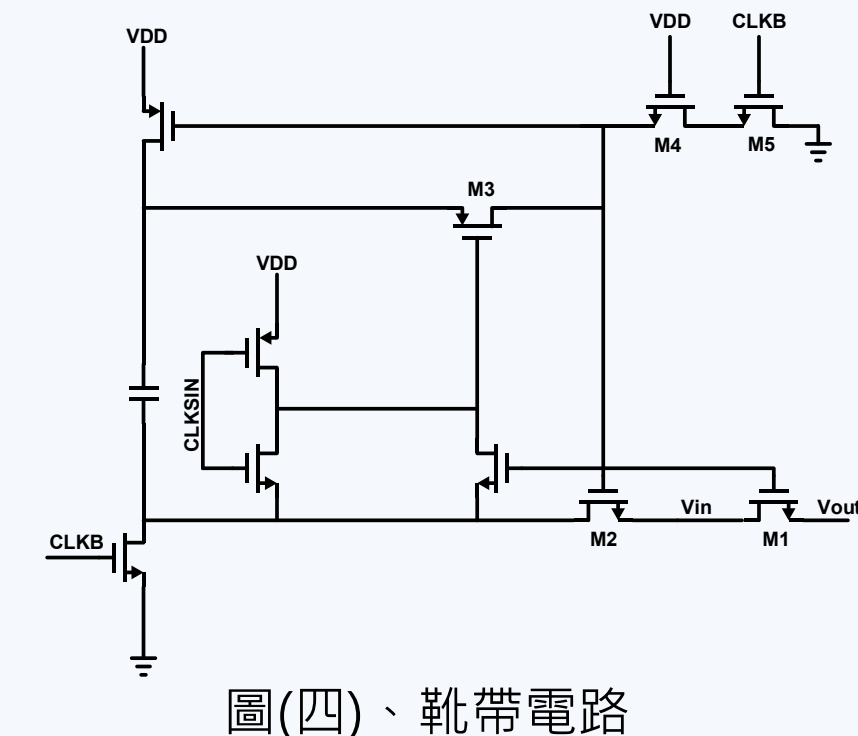 VDD
VDD
CLKB
M4
M5
M3
VDD
CLKSIN
Vin
Vout
M2
M1
CLKB
圖(四)、靴帶電路